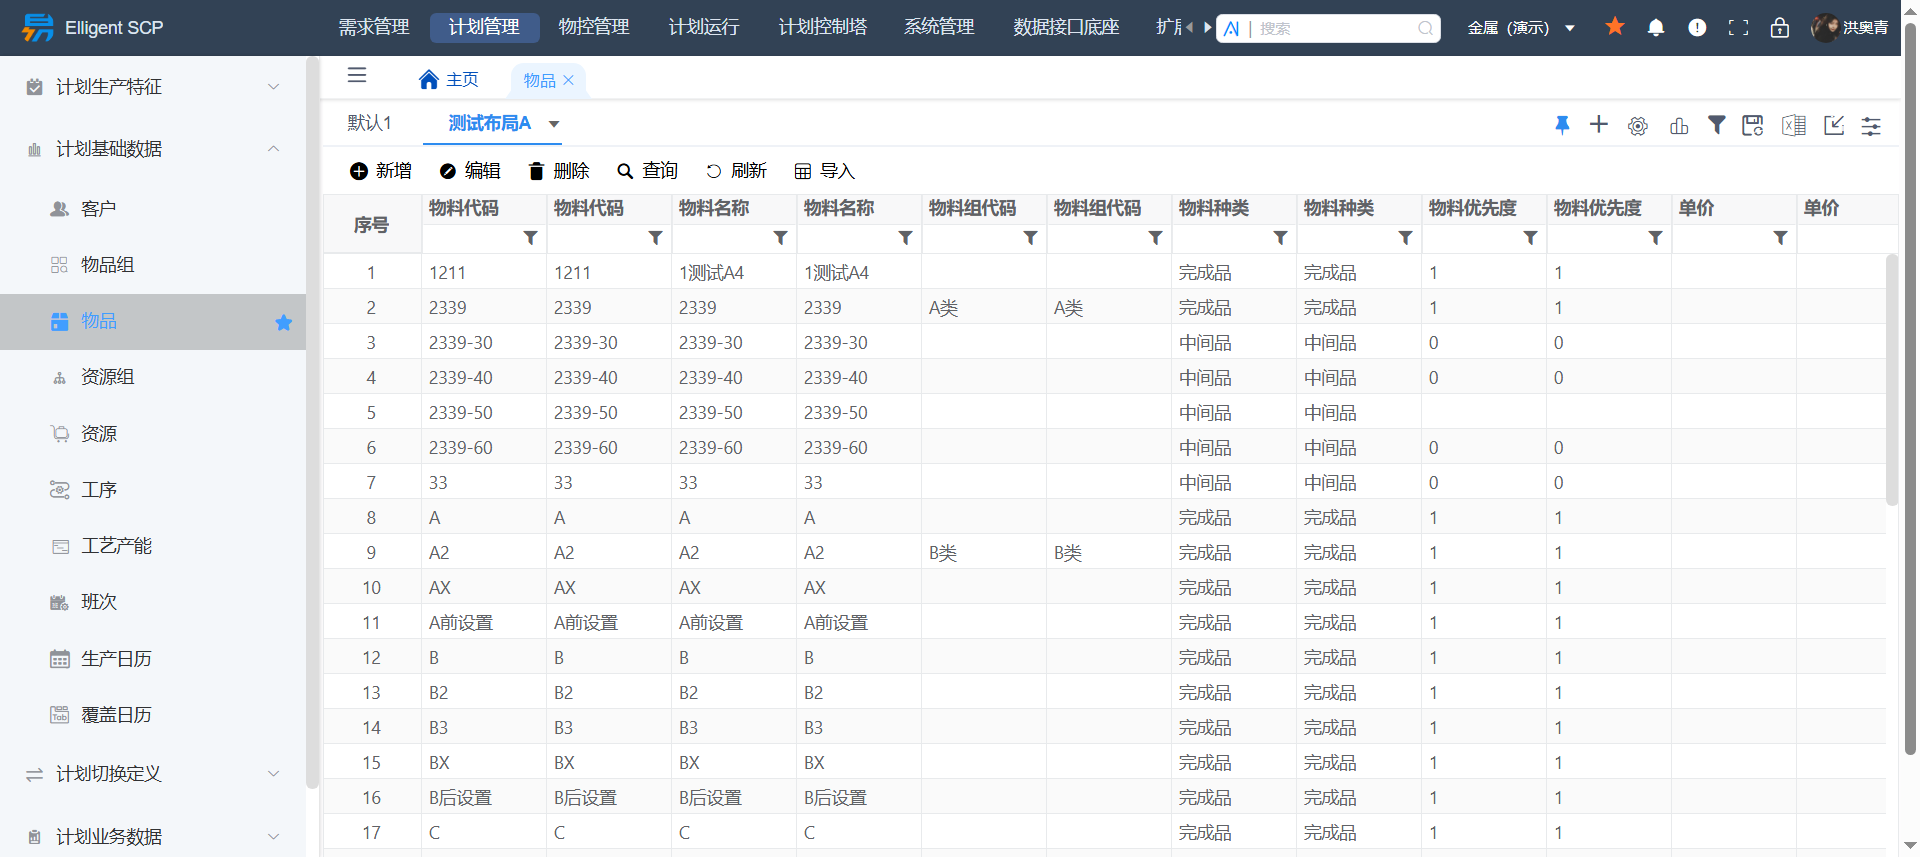 Elligent SCP 需求管理 计划管理 物控管理 计划运行 计划控制塔 系统管理 数据接口底座 AI | 搜索 金属 (演示) 洪奥青
主页 物品
默认1 测试布局A
新增 编辑 删除 查询 刷新 导入
计划生产特征
计划基础数据
客户
物品组
物品
资源组
资源
工序
工艺产能
班次
生产日历
覆盖日历
计划切换定义
计划业务数据
序号 物料代码 物料代码 物料名称 物料名称 物料组代码 物料组代码 物料种类 物料种类 物料优先度 物料优先度 单价 单价
1 1211 1211 1测试A4 1测试A4 完成品 完成品 1 1
2 2339 2339 2339 2339 A类 A类 完成品 完成品 1 1
3 2339-30 2339-30 2339-30 2339-30 中间品 中间品 0 0
4 2339-40 2339-40 2339-40 2339-40 中间品 中间品 0 0
5 2339-50 2339-50 2339-50 2339-50 中间品 中间品
6 2339-60 2339-60 2339-60 2339-60 中间品 中间品 0 0
7 33 33 33 33 中间品 中间品 0 0
8 A A A A 完成品 完成品 1 1
9 A2 A2 A2 A2 B类 B类 完成品 完成品 1 1
10 AX AX AX AX 完成品 完成品 1 1
11 A前设置 A前设置 A前设置 A前设置 完成品 完成品 1 1
12 B B B B 完成品 完成品 1 1
13 B2 B2 B2 B2 完成品 完成品 1 1
14 B3 B3 B3 B3 完成品 完成品 1 1
15 BX BX BX BX 完成品 完成品 1 1
16 B后设置 B后设置 B后设置 B后设置 完成品 完成品 1 1
17 C C C C 完成品 完成品 1 1